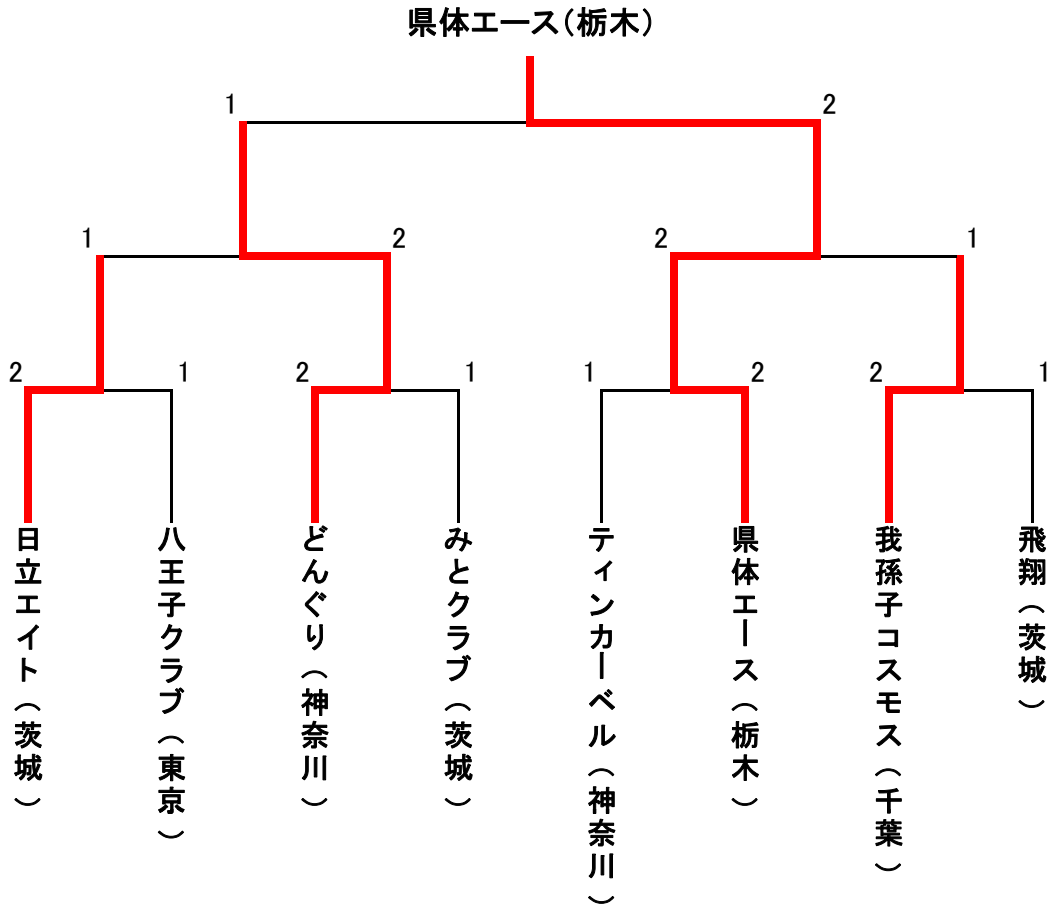 県体エース（栃木）
1
2
1
2
2
1
2
1
2
1
1
2
2
1
日立エイト（茨城）
八王子クラブ（東京）
どんぐり（神奈川）
みとクラブ（茨城）
ティンカーベル（神奈川）
県体エース（栃木）
我孫子コスモス（千葉）
飛翔（茨城）